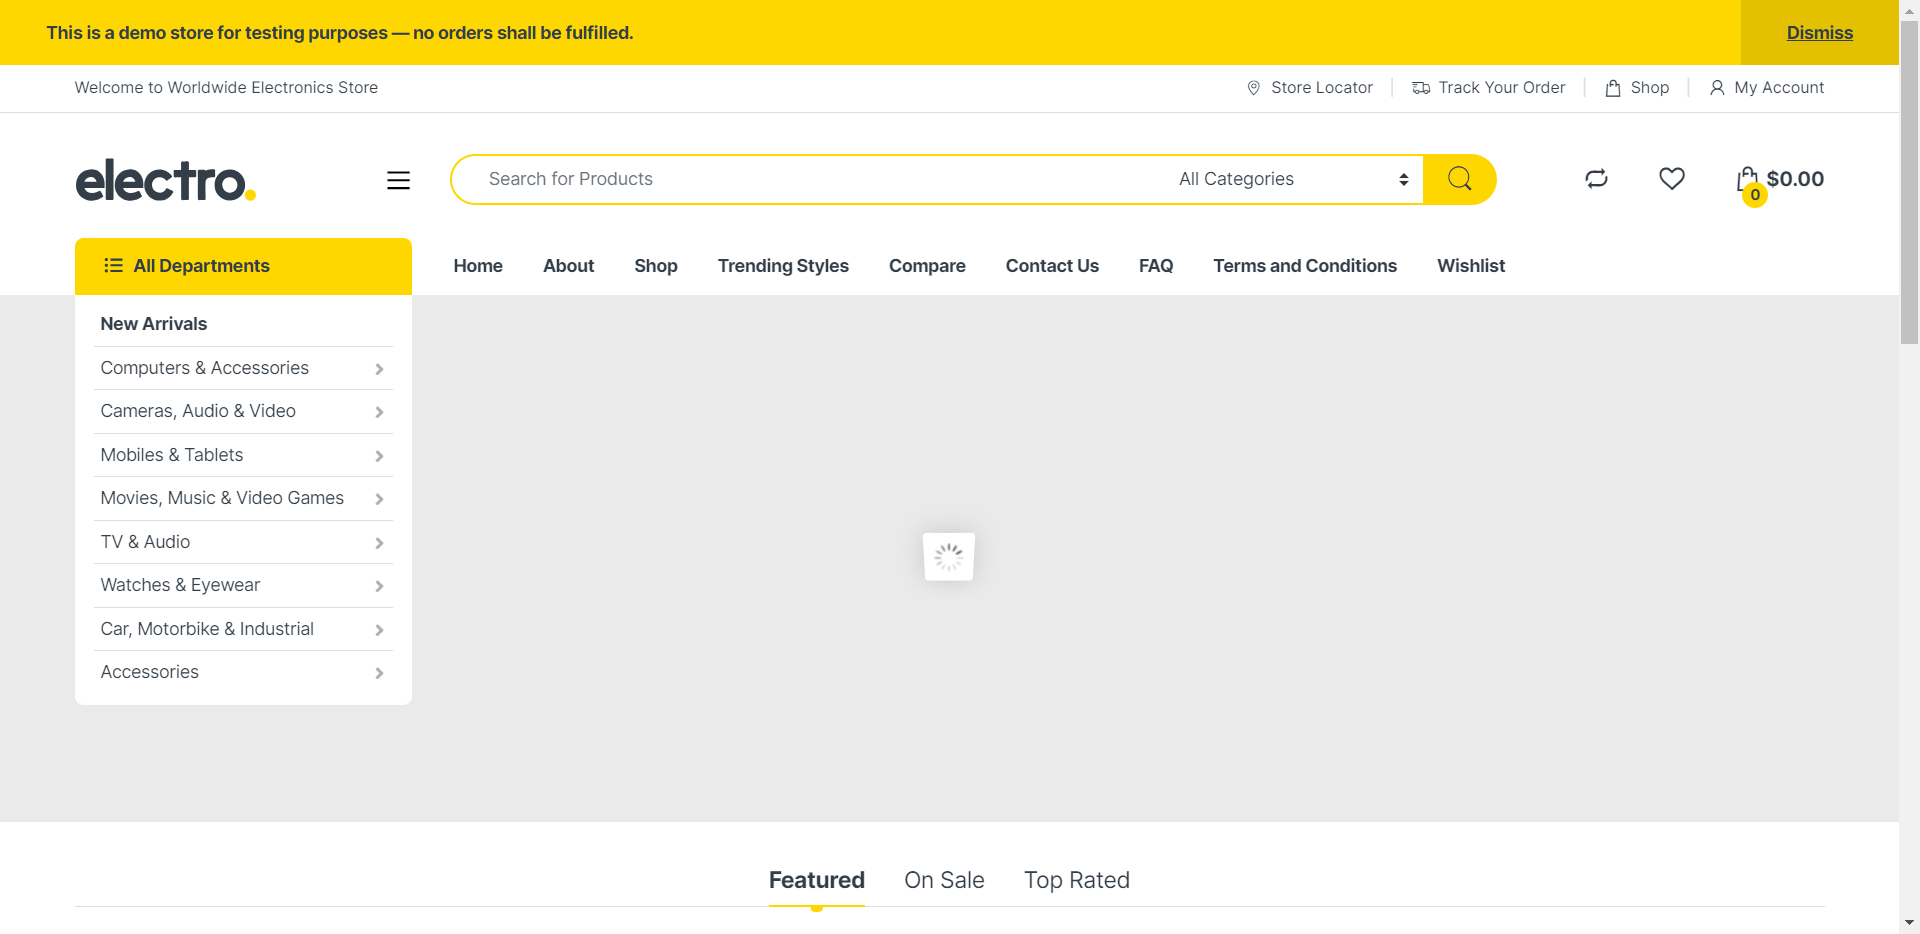 This is a demo store for testing purposes — no orders shall be fulfilled.
Dismiss
Welcome to Worldwide Electronics Store
Store Locator
Track Your Order
Shop
My Account
electro.
Search for Products
All Categories
0
$0.00
All Departments
Home
About
Shop
Trending Styles
Compare
Contact Us
FAQ
Terms and Conditions
Wishlist
New Arrivals
Computers & Accessories
Cameras, Audio & Video
Mobiles & Tablets
Movies, Music & Video Games
TV & Audio
Watches & Eyewear
Car, Motorbike & Industrial
Accessories
Featured
On Sale
Top Rated